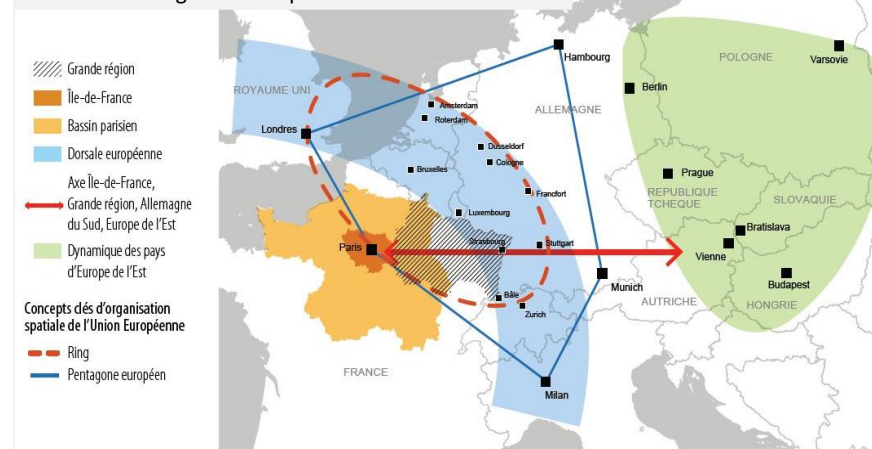 Grande région
Île-de-France
Bassin parisien
Dorsale européenne
Axe Île-de-France,
Grande région, Allemagne
du Sud, Europe de l'Est
Dynamique des pays
d'Europe de l'Est
Concepts clés d'organisation
spatiale de l'Union Européenne
Ring
Pentagone européen
Hambourg
Varsovie
POLOGNE
Berlin
ROYAUME UNI
ALLEMAGNE
Amsterdam
Roterdam
Londres
Dusseldorf
Cologne
Bruxelles
Prague
Francfort
REPUBLIQUE
TCHEQUE
SLOVAQUIE
Luxembourg
Bratislava
Strasbourg
Stuttgart
Paris
Vienne
Munich
Budapest
Bâle
AUTRICHE
HONGRIE
Zurich
FRANCE
Milan